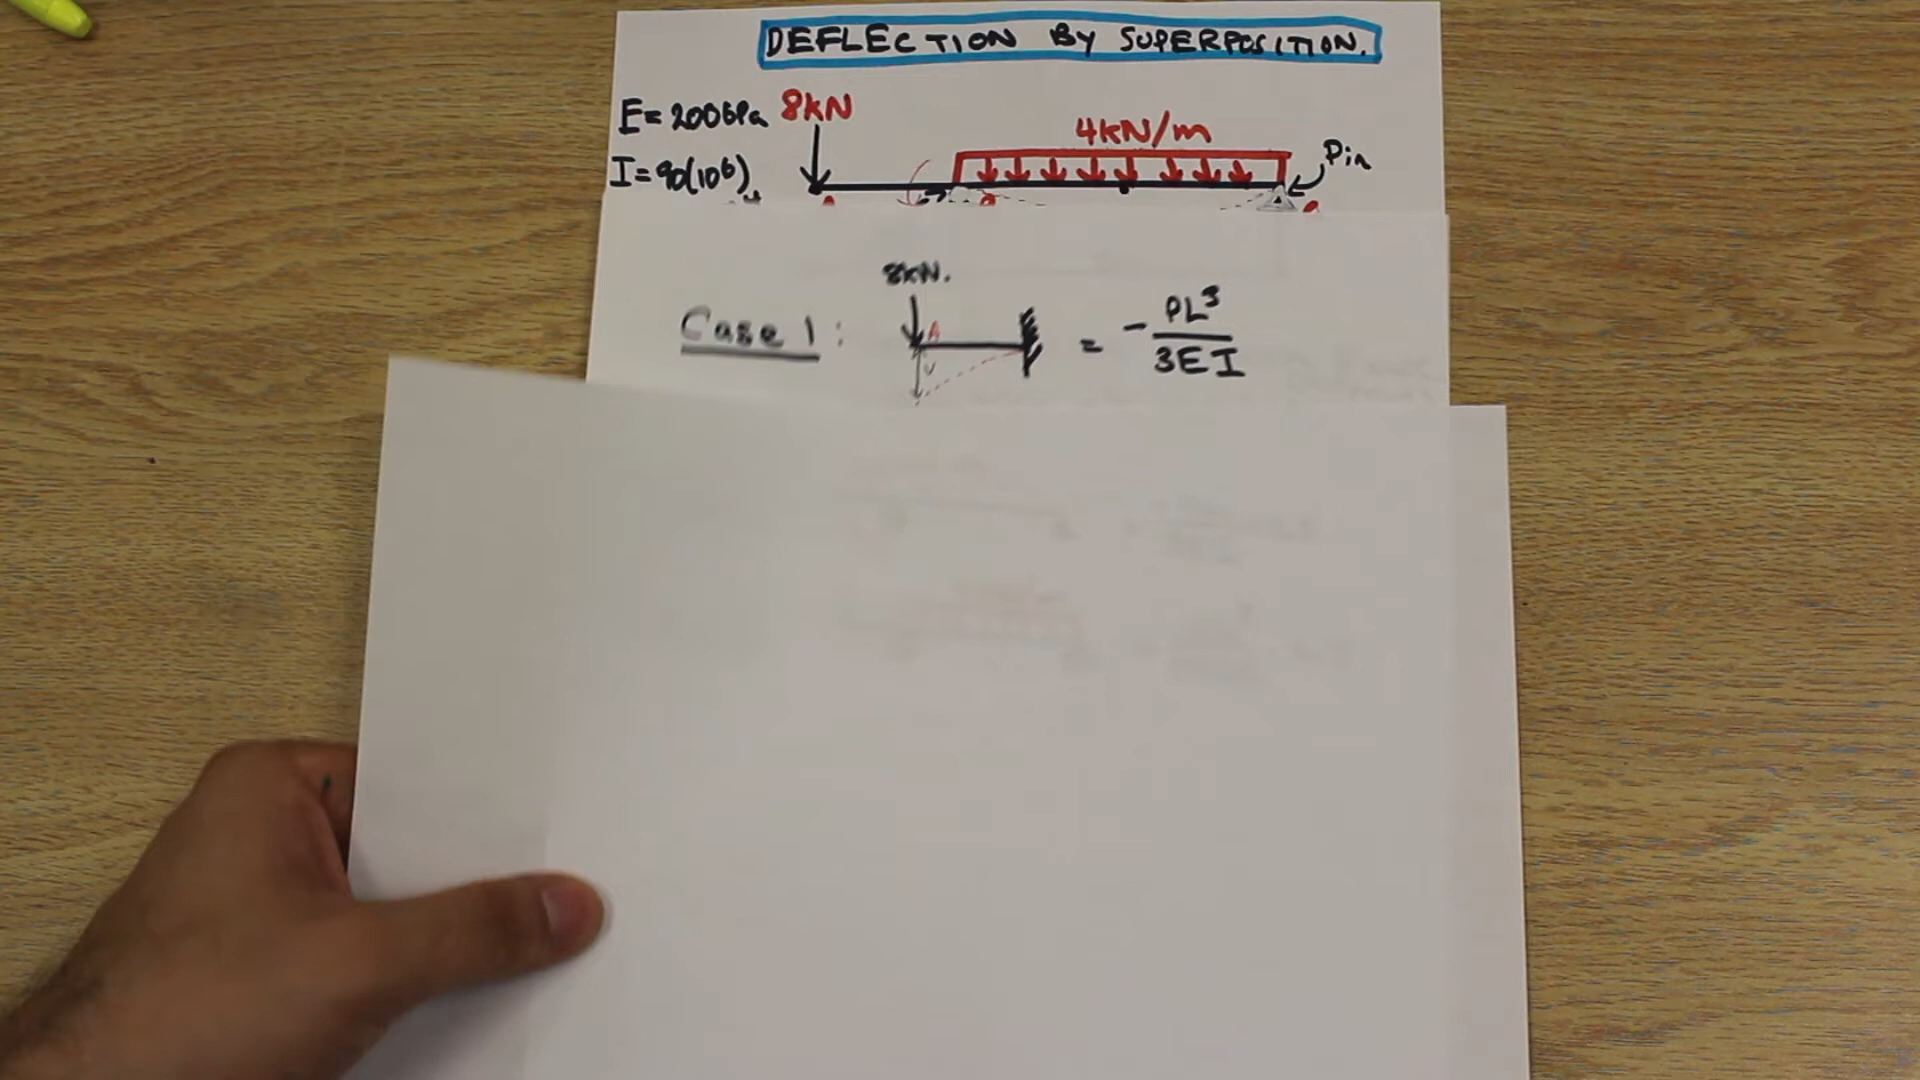 DEFLECTION BY SUPERPOSITION.
E=200GPa 8kN
4kN/m
Pin
I=90(10⁶)
A
8kN.
Case 1: A = - PL³
3EI